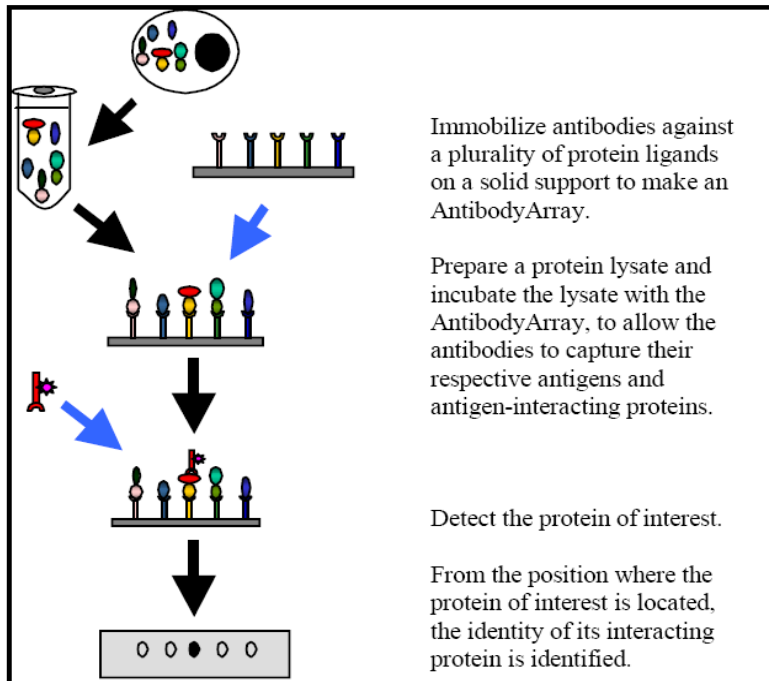 Immobilize antibodies against
a plurality of protein ligands
on a solid support to make an
AntibodyArray.
Prepare a protein lysate and
incubate the lysate with the
AntibodyArray, to allow the
antibodies to capture their
respective antigens and
antigen-interacting proteins.
Detect the protein of interest.
From the position where the
protein of interest is located,
the identity of its interacting
protein is identified.